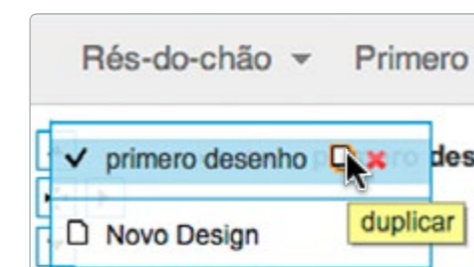 Rés-do-chão Primero
primero desenho
des
duplicar
Novo Design